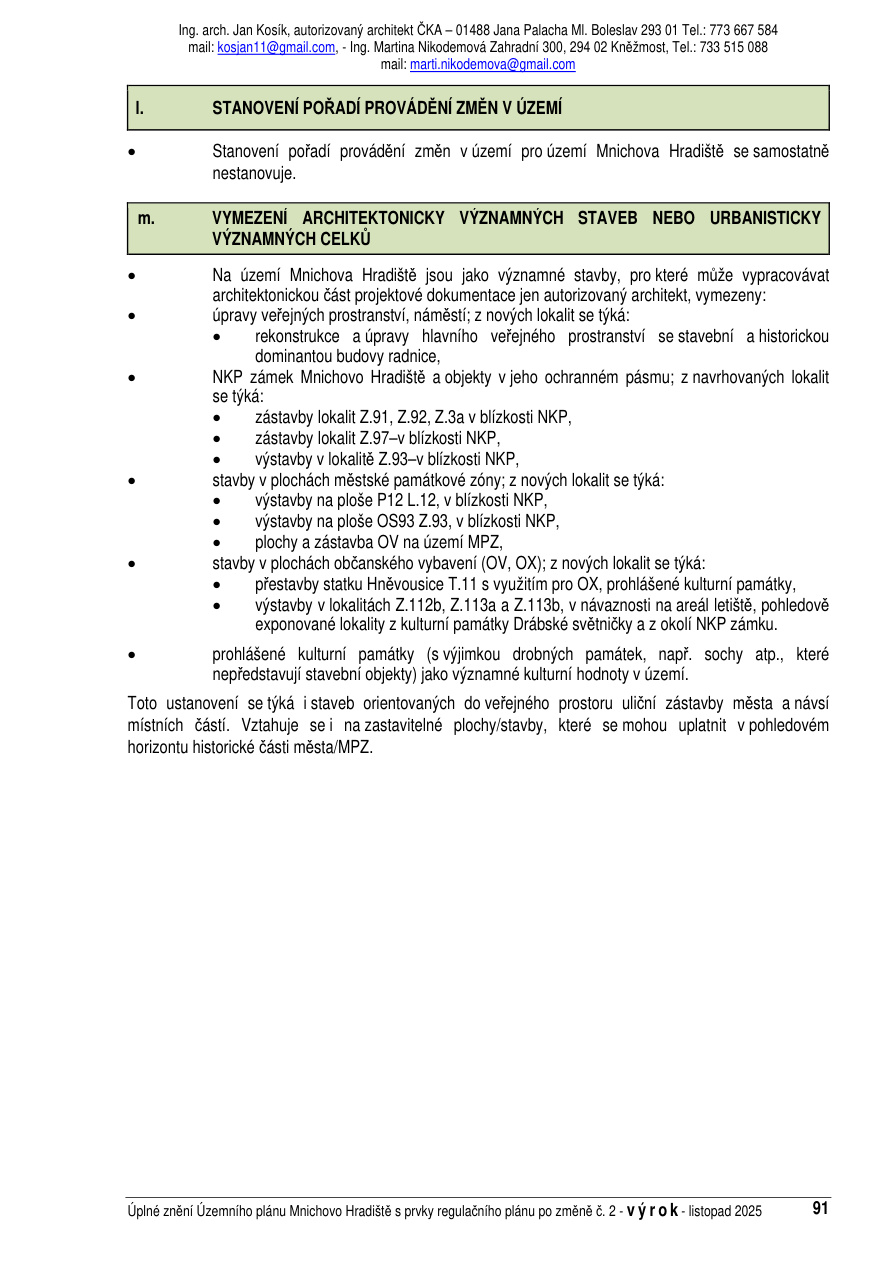 Ing. arch. Jan Kosík, autorizovaný architekt ČKA – 01488 Jana Palacha Ml. Boleslav 293 01 Tel.: 773 667 584
mail: kosjan11@gmail.com, - Ing. Martina Nikodemová Zahradní 300, 294 02 Kněžmost, Tel.: 733 515 088
mail: marti.nikodemova@gmail.com
l. STANOVENÍ POŘADÍ PROVÁDĚNÍ ZMĚN V ÚZEMÍ
• Stanovení pořadí provádění změn v území pro území Mnichova Hradiště se samostatně
nestanovuje.
m. VYMEZENÍ ARCHITEKTONICKY VÝZNAMNÝCH STAVEB NEBO URBANISTICKY
VÝZNAMNÝCH CELKŮ
• Na území Mnichova Hradiště jsou jako významné stavby, pro které může vypracovávat
architektonickou část projektové dokumentace jen autorizovaný architekt, vymezeny:
• úpravy veřejných prostranství, náměstí; z nových lokalit se týká:
• rekonstrukce a úpravy hlavního veřejného prostranství se stavební a historickou
dominantou budovy radnice,
• NKP zámek Mnichovo Hradiště a objekty v jeho ochranném pásmu; z navrhovaných lokalit
se týká:
• zástavby lokalit Z.91, Z.92, Z.3a v blízkosti NKP,
• zástavby lokalit Z.97–v blízkosti NKP,
• výstavby v lokalitě Z.93–v blízkosti NKP,
• stavby v plochách městské památkové zóny; z nových lokalit se týká:
• výstavby na ploše P12 L.12, v blízkosti NKP,
• výstavby na ploše OS93 Z.93, v blízkosti NKP,
• plochy a zástavba OV na území MPZ,
• stavby v plochách občanského vybavení (OV, OX); z nových lokalit se týká:
• přestavby statku Hněvousice T.11 s využitím pro OX, prohlášené kulturní památky,
• výstavby v lokalitách Z.112b, Z.113a a Z.113b, v návaznosti na areál letiště, pohledově
exponované lokality z kulturní památky Drábské světničky a z okolí NKP zámku.
• prohlášené kulturní památky (s výjimkou drobných památek, např. sochy atp., které
nepředstavují stavební objekty) jako významné kulturní hodnoty v území.
Toto ustanovení se týká i staveb orientovaných do veřejného prostoru uliční zástavby města a návsí
místních částí. Vztahuje se i na zastavitelné plochy/stavby, které se mohou uplatnit v pohledovém
horizontu historické části města/MPZ.
Úplné znění Územního plánu Mnichovo Hradiště s prvky regulačního plánu po změně č. 2 - v ý r o k - listopad 2025 91